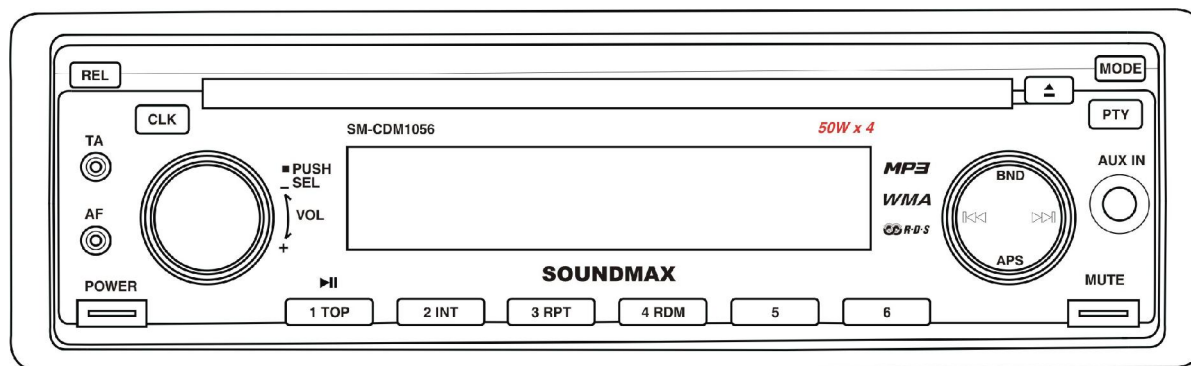 REL
MODE
CLK
PTY
SM-CDM1056
50W x 4
TA
PUSH
SEL
VOL
AF
MP3
WMA
R·D·S
BND
APS
AUX IN
SOUNDMAX
POWER
MUTE
1 TOP
2 INT
3 RPT
4 RDM
5
6